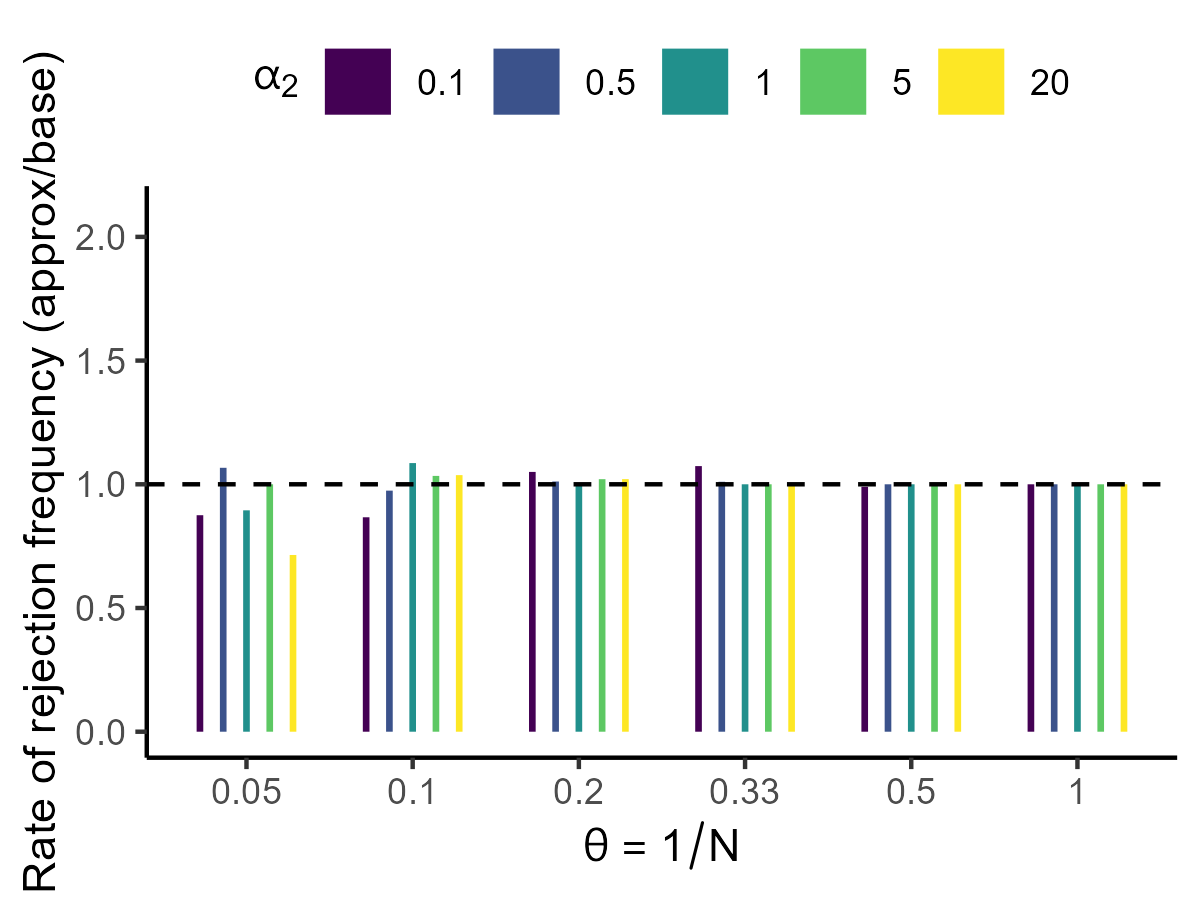 α2 0.1 0.5 1 5 20
Rate of rejection frequency (approx/base)
2.0
1.5
1.0
0.5
0.0
0.05 0.1 0.2 0.33 0.5 1
θ = 1/N